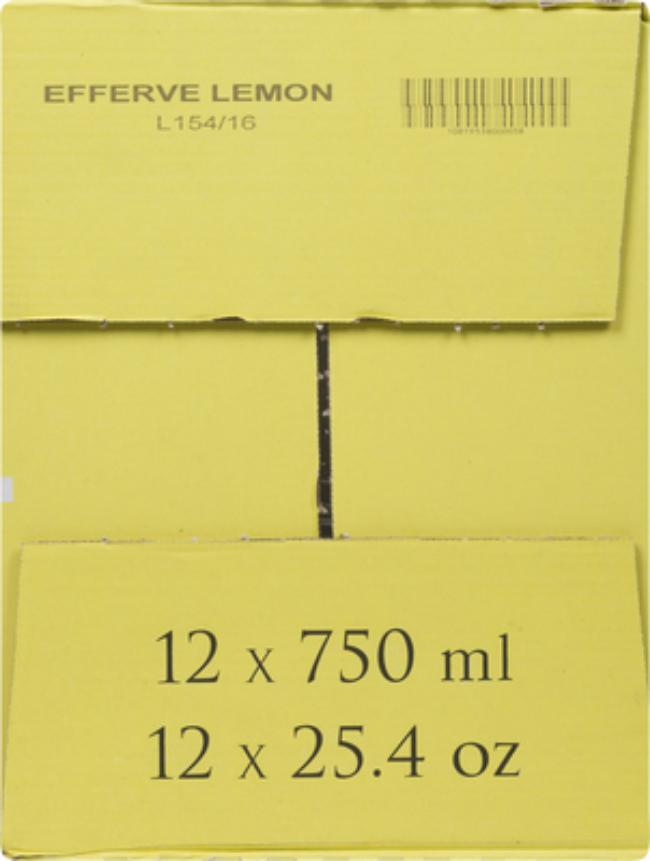 EFFERVE LEMON
L154/16
12 x 750 ml
12 x 25.4 oz